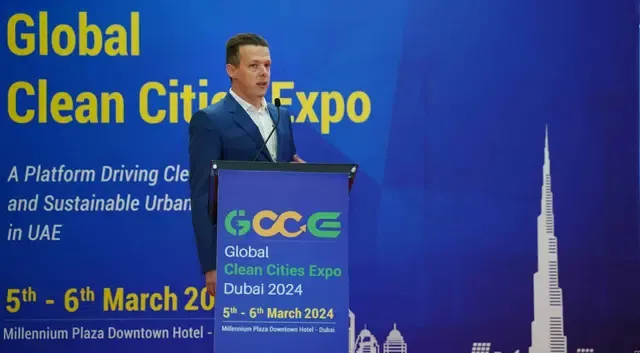 Global
Clean Cities Expo
A Platform Driving Cle
and Sustainable Urban
in UAE
5th - 6th March 20
Millennium Plaza Downtown Hotel -
GCCE
Global
Clean Cities Expo
Dubai 2024
5th - 6th March 2024
Millennium Plaza Downtown Hotel - Dubai